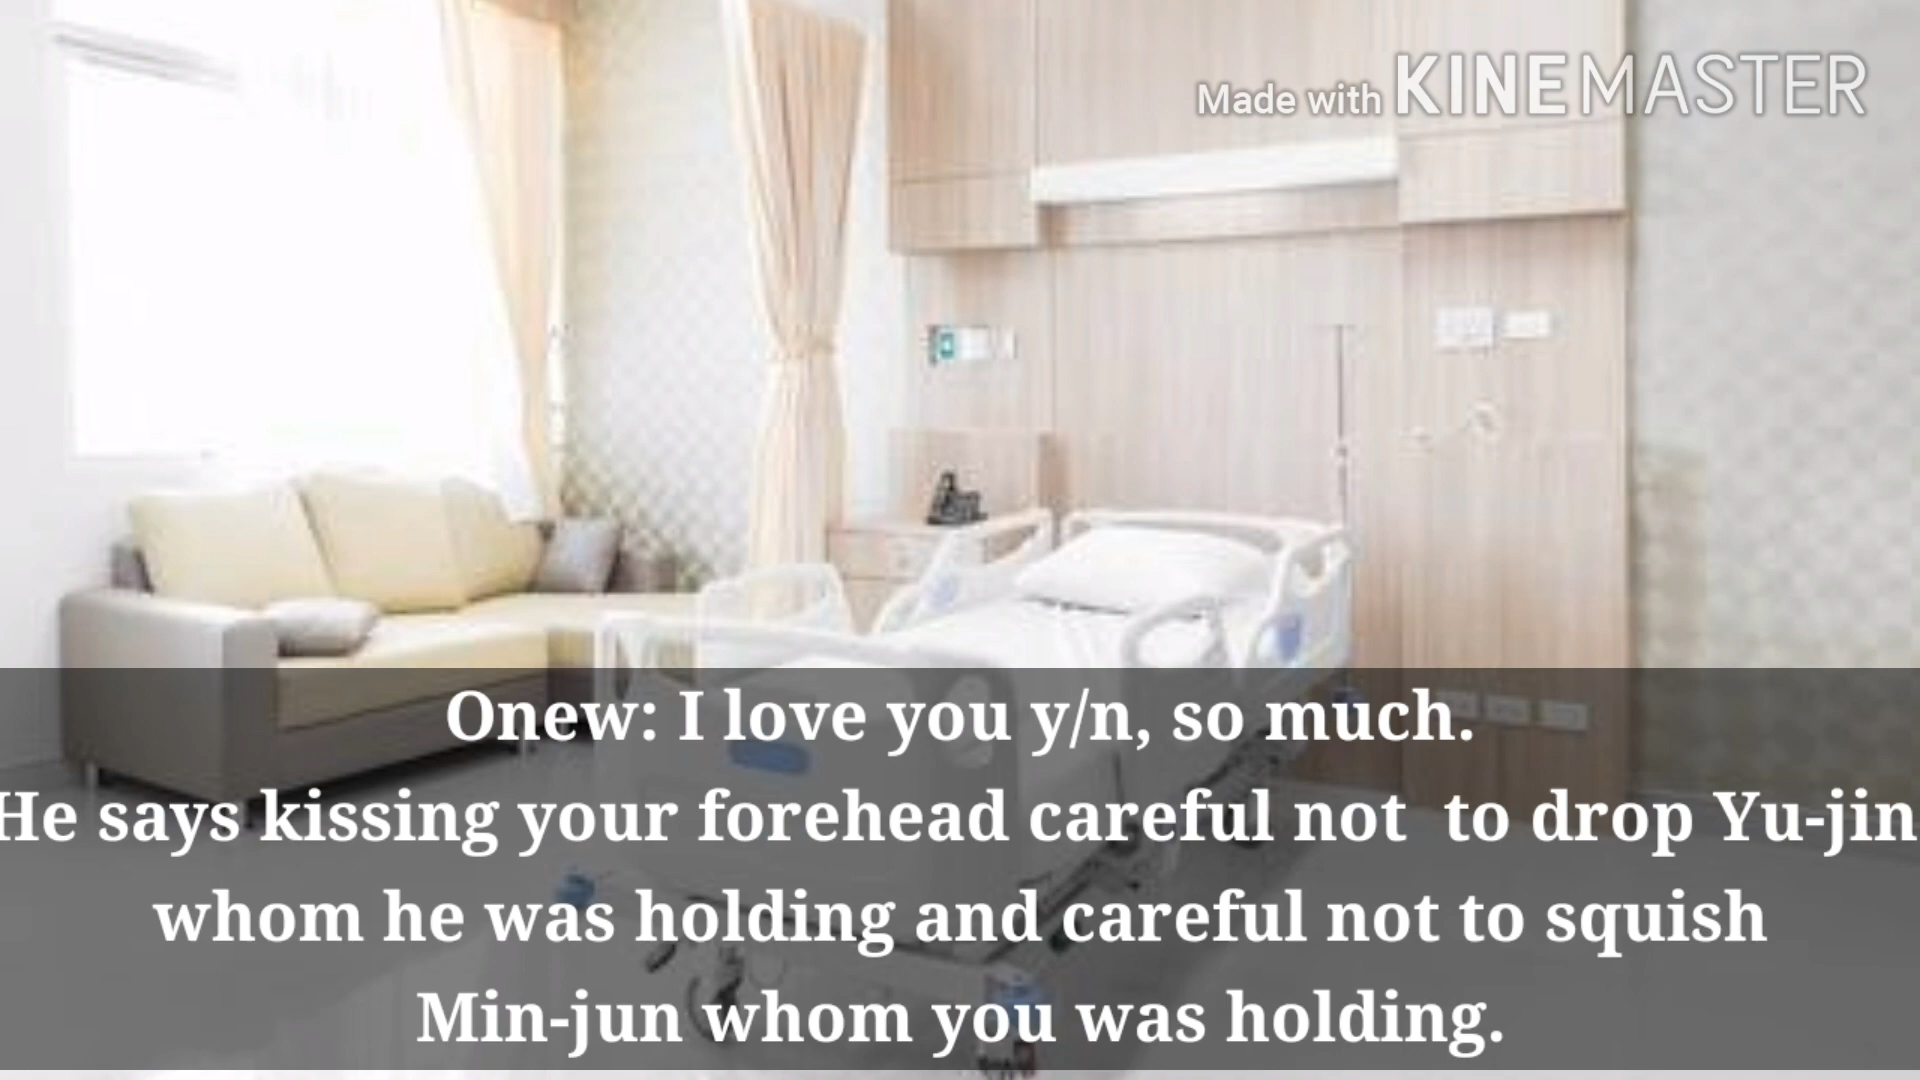 Made with KINEMASTER
Onew: I love you y/n, so much.
He says kissing your forehead careful not  to drop Yu-jin
whom he was holding and careful not to squish
Min-jun whom you was holding.